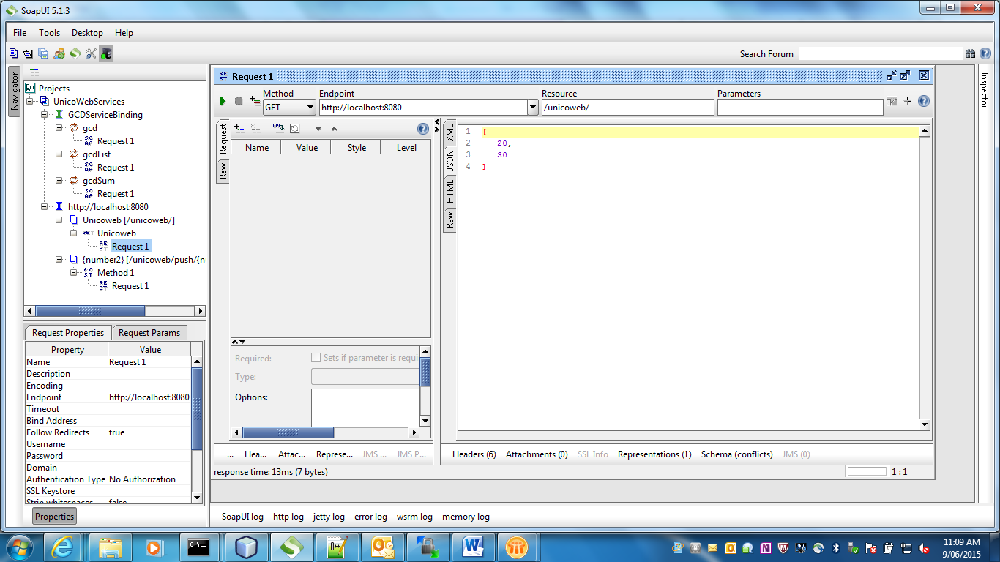 SoapUI 5.1.3
File Tools Desktop Help
Search Forum
Navigator
Projects
UnicoWebServices
GCDServiceBinding
gcd
Request 1
gcdList
Request 1
gcdSum
Request 1
http://localhost:8080
Unicoweb [/unicoweb/]
GET Unicoweb
Request 1
{number2} [/unicoweb/push/{n
Method 1
Request 1
Request Properties Request Params
Property Value
Name Request 1
Description
Encoding
Endpoint http://localhost:8080
Timeout
Bind Address
Follow Redirects true
Username
Password
Domain
Authentication Type No Authorization
SSL Keystore
Strip whitespaces false
Properties
REST Request 1
Method Endpoint Resource Parameters
GET http://localhost:8080 /unicoweb/
Request
Raw
Name Value Style Level
Required: Sets if parameter is requi
Type:
Options:
... Hea... Attac... Represe... JMS ... JMS P...
XML
JSON
HTML
Raw
1 [
2 20,
3 30
4 ]
Headers (6) Attachments (0) SSL Info Representations (1) Schema (conflicts) JMS (0)
response time: 13ms (7 bytes) 1 : 1
Inspector
SoapUI log http log jetty log error log wsrm log memory log
11:09 AM
9/06/2015